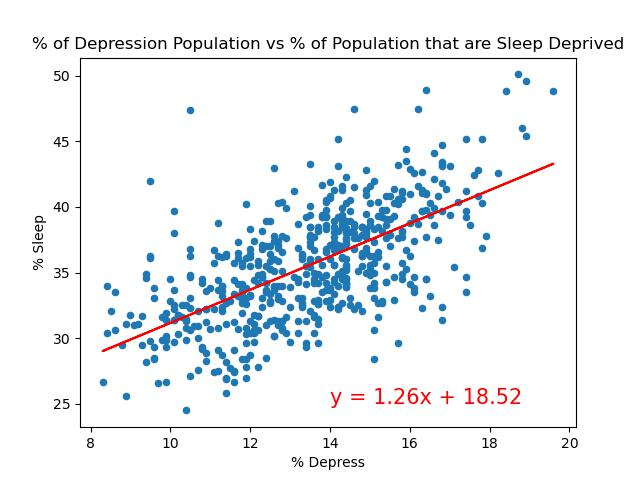 % of Depression Population vs % of Population that are Sleep Deprived
50
45
40
35
30
25
% Sleep
y = 1.26x + 18.52
8 10 12 14 16 18 20
% Depress